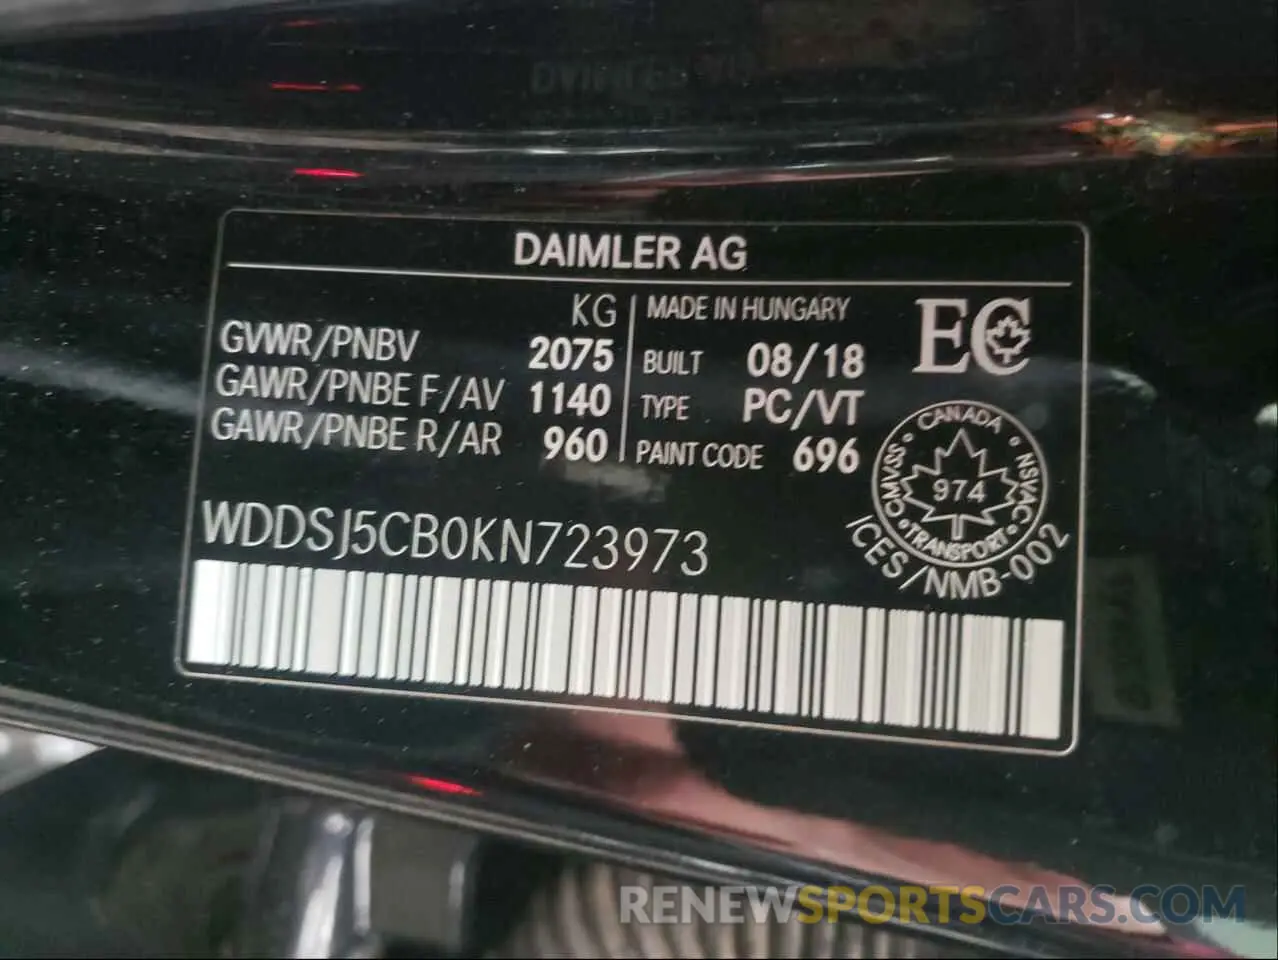 DAIMLER AG
KG
GVWR/PNBV 2075
GAWR/PNBE F/AV 1140
GAWR/PNBE R/AR 960
MADE IN HUNGARY
BUILT 08/18
TYPE PC/VT
PAINT CODE 696
EC
CANADA
CMVSS NSVAC
974
TRANSPORT
ICES/NMB-002
WDDSJ5CB0KN723973
RENEWSPORTSCARS.COM